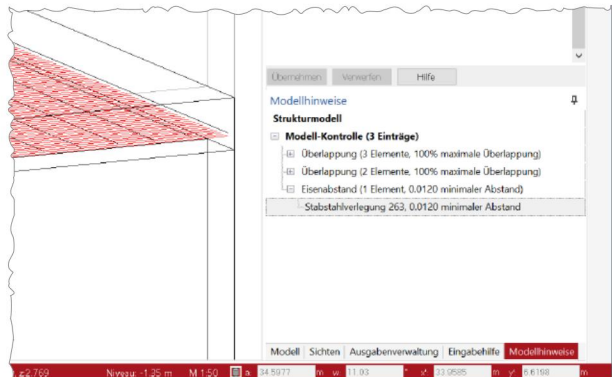 Übernehmen Verwerfen Hilfe
Modellhinweise
Strukturmodell
Modell-Kontrolle (3 Einträge)
Überlappung (3 Elemente, 100% maximale Überlappung)
Überlappung (2 Elemente, 100% maximale Überlappung)
Eisenabstand (1 Element, 0.0120 minimaler Abstand)
Stabstahlverlegung 263, 0.0120 minimaler Abstand
Modell Sichten Ausgabenverwaltung Eingabehilfe Modellhinweise
z2.769 Niveau: -1.25 m M 1:50 a 34.5977 m w 11.03 ° x' 33.9585 m y' 6.6198 m